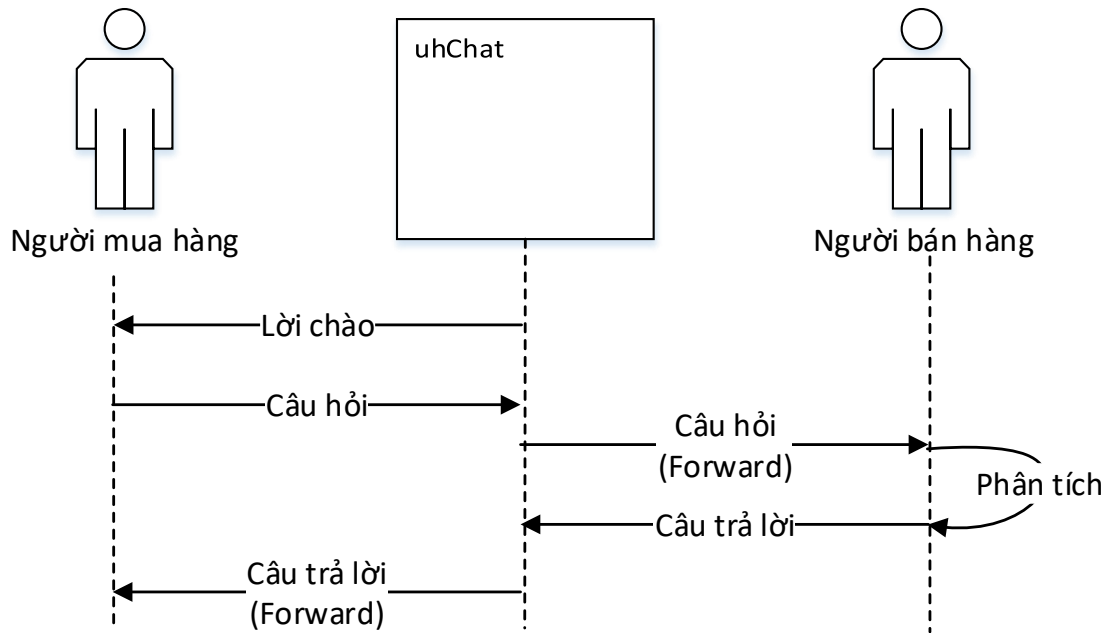 uhChat
Người mua hàng
Người bán hàng
Lời chào
Câu hỏi
Câu hỏi
(Forward)
Phân tích
Câu trả lời
Câu trả lời
(Forward)